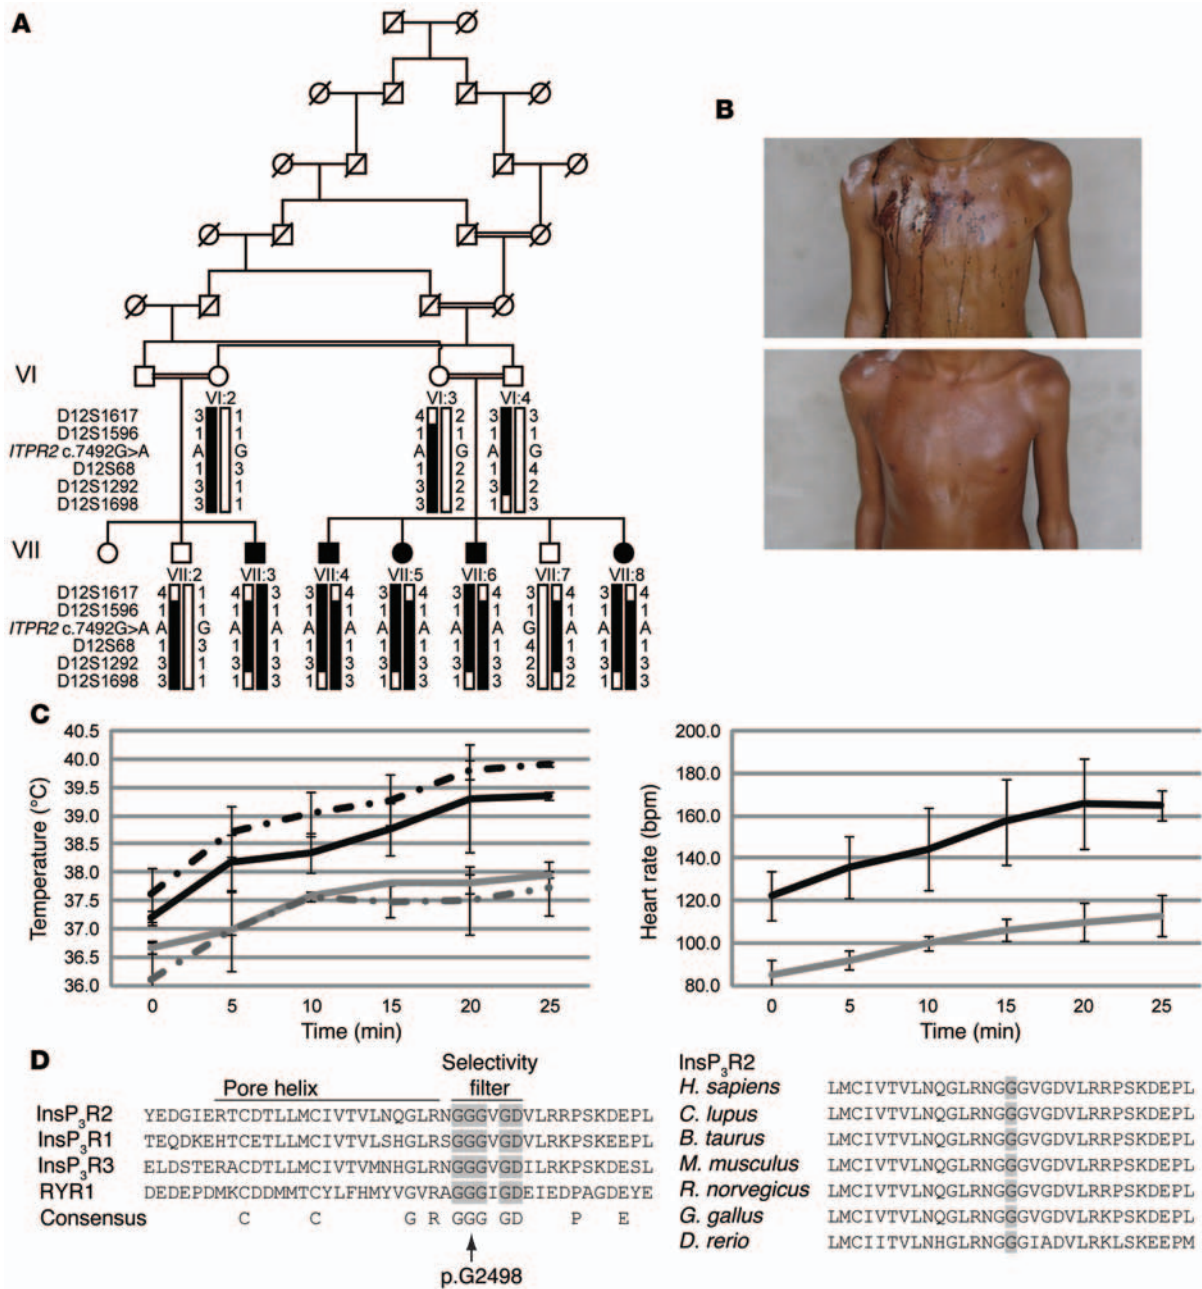 A
B
VI
VI:2 VI:3 VI:4
D12S1617 3 1 4 2 3 3
D12S1596 1 1 1 1 1 1
ITPR2 c.7492G>A A G A G A G
D12S68 1 3 1 2 1 4
D12S1292 3 1 3 2 3 2
D12S1698 3 1 3 2 1 3
VII
VII:2 VII:3 VII:4 VII:5 VII:6 VII:7 VII:8
D12S1617 4 1 4 3 3 4 3 4 3 4 3 4 3 4
D12S1596 1 1 1 1 1 1 1 1 1 1 1 1 1 1
ITPR2 c.7492G>A A G A A A A A A A A G A A A
D12S68 1 3 1 1 1 1 1 1 1 1 4 1 1 1
D12S1292 3 1 3 3 3 3 3 3 3 3 2 3 3 3
D12S1698 3 1 3 1 1 3 1 3 1 3 3 2 1 3
C
Temperature (°C)
40.5
40.0
39.5
39.0
38.5
38.0
37.5
37.0
36.5
36.0
0 5 10 15 20 25
Time (min)
Heart rate (bpm)
200.0
180.0
160.0
140.0
120.0
100.0
80.0
0 5 10 15 20 25
Time (min)
D
Pore helix
Selectivity
filter
InsP3R2 YEDGIERTCDTLLMCIVTVLNQGLRNGGGVGDVLRRPSKDEPL
InsP3R1 TEQDKEHTCETLLMCIVTVLSHGLRSGGGVGDVLRKPSKEEPL
InsP3R3 ELDSTERACDTLLMCIVTVMNHGLRNGGGVGDILRKPSKDESL
RYR1 DEDEPDMKCDDMMTCYLFHMYVGVRAGGGIGDEIEDPAGDEYE
Consensus C C G R GGG GD P E
p.G2498
InsP3R2
H. sapiens LMCIVTVLNQGLRNGGGVGDVLRRPSKDEPL
C. lupus LMCIVTVLNQGLRNGGGVGDVLRRPSKDEPL
B. taurus LMCIVTVLNQGLRNGGGVGDVLRRPSKDEPL
M. musculus LMCIVTVLNQGLRNGGGVGDVLRRPSKDEPL
R. norvegicus LMCIVTVLNQGLRNGGGVGDVLRRPSKDEPL
G. gallus LMCIVTVLNQGLRNGGGVGDVLRKPSKDEPL
D. rerio LMCIITVLNHGLRNGGGIADVLRKLSKEEPM